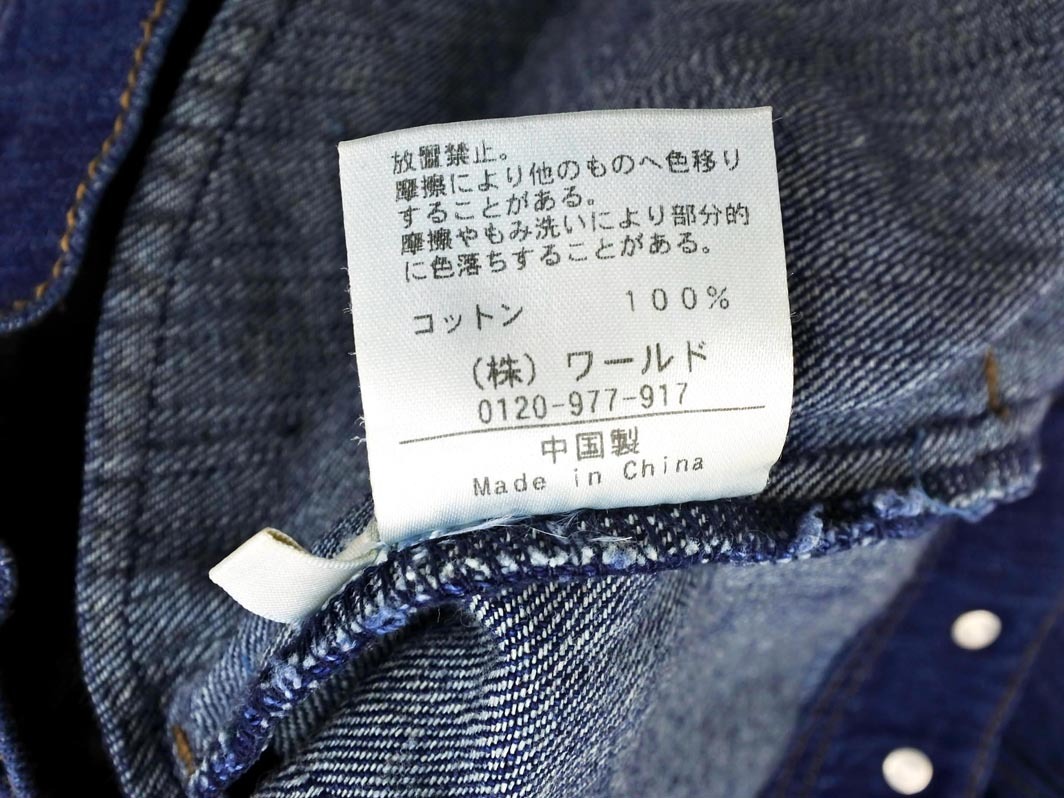 放置禁止。
摩擦により他のものへ色移り
することがある。
摩擦やもみ洗いにより部分的
に色落ちすることがある。
コットン 100%
(株) ワールド
0120-977-917
中国製
Made in China